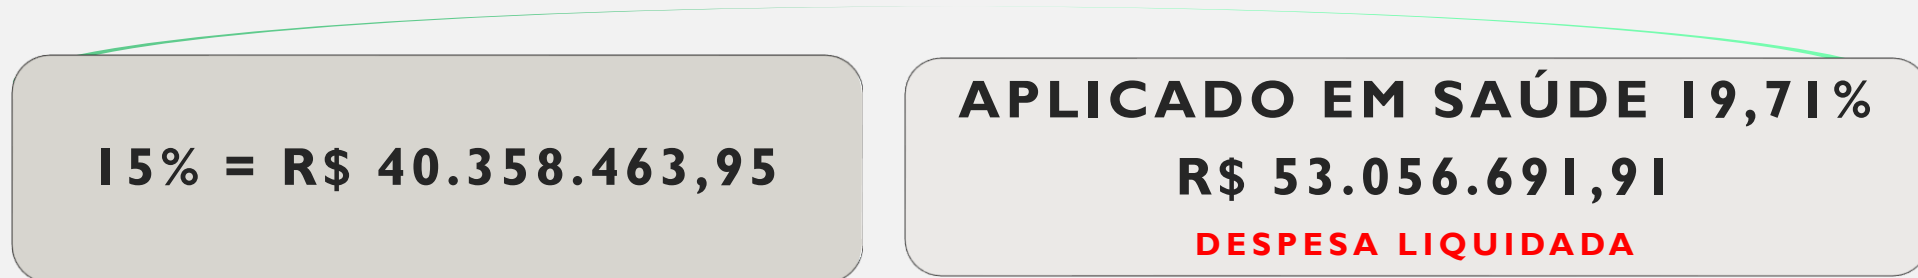 15% = R$ 40.358.463,95
APLICADO EM SAÚDE 19,71%
R$ 53.056.691,91
DESPESA LIQUIDADA